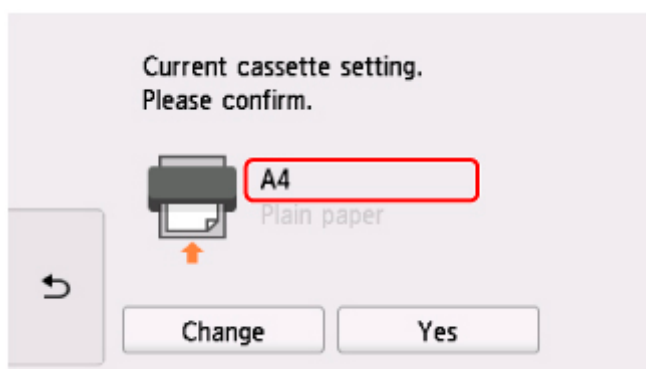 Current cassette setting.
Please confirm.
A4
Plain paper
Change
Yes